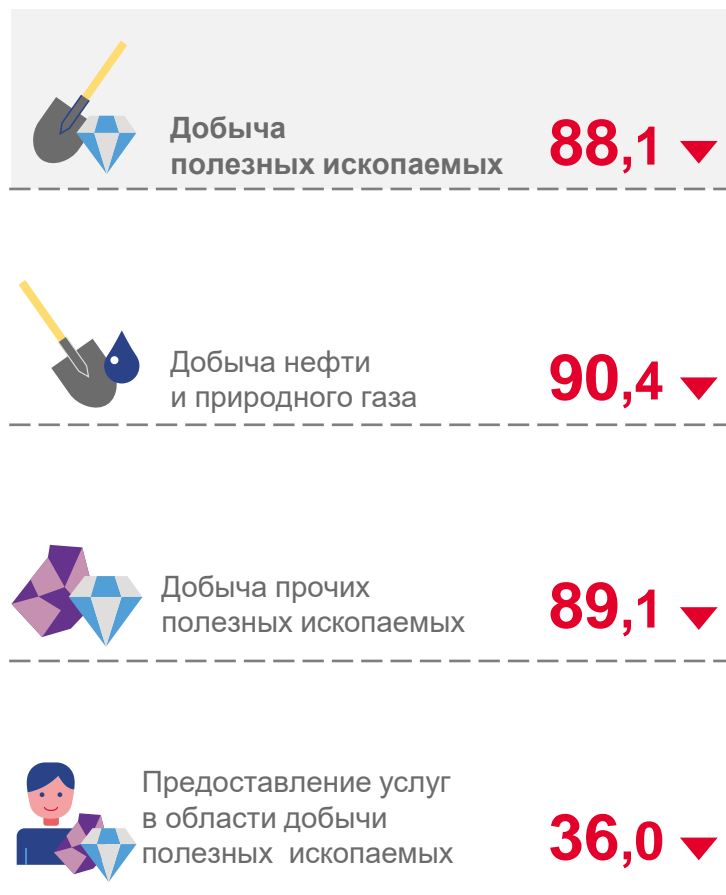 Добыча
полезных ископаемых
88,1
Добыча нефти
и природного газа
90,4
Добыча прочих
полезных ископаемых
89,1
Предоставление услуг
в области добычи
полезных  ископаемых
36,0